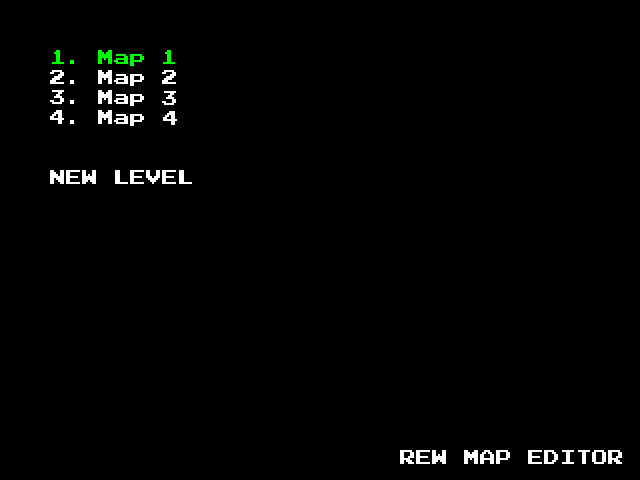 1. Map 1
2. Map 2
3. Map 3
4. Map 4
NEW LEVEL
REW MAP EDITOR